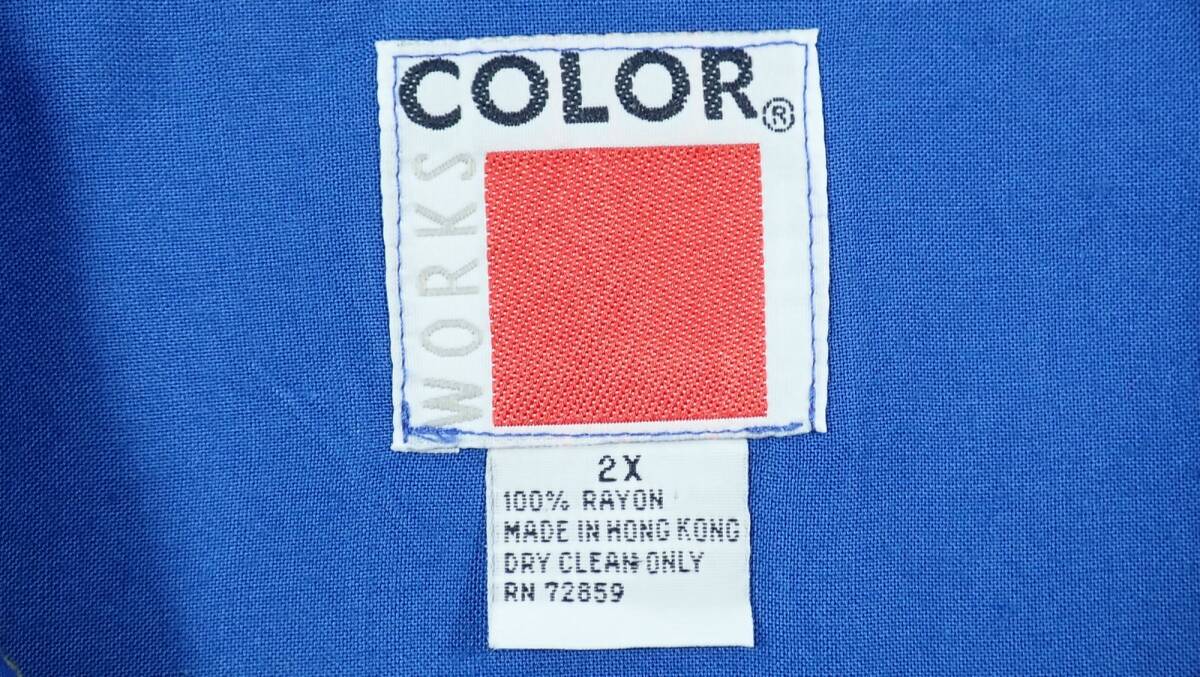 COLOR®
WORKS
2X
100% RAYON
MADE IN HONG KONG
DRY CLEAN ONLY
RN 72859